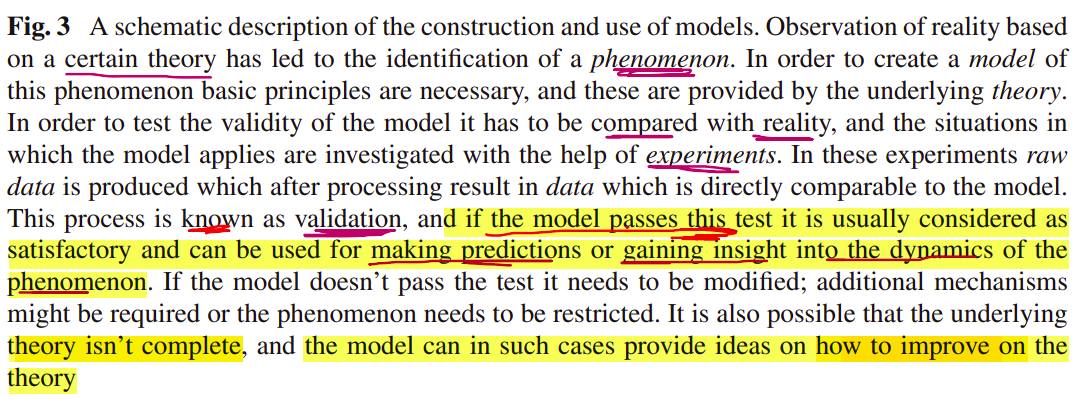 Fig. 3 A schematic description of the construction and use of models. Observation of reality based
on a certain theory has led to the identification of a phenomenon. In order to create a model of
this phenomenon basic principles are necessary, and these are provided by the underlying theory.
In order to test the validity of the model it has to be compared with reality, and the situations in
which the model applies are investigated with the help of experiments. In these experiments raw
data is produced which after processing result in data which is directly comparable to the model.
This process is known as validation, and if the model passes this test it is usually considered as
satisfactory and can be used for making predictions or gaining insight into the dynamics of the
phenomenon. If the model doesn’t pass the test it needs to be modified; additional mechanisms
might be required or the phenomenon needs to be restricted. It is also possible that the underlying
theory isn’t complete, and the model can in such cases provide ideas on how to improve on the
theory